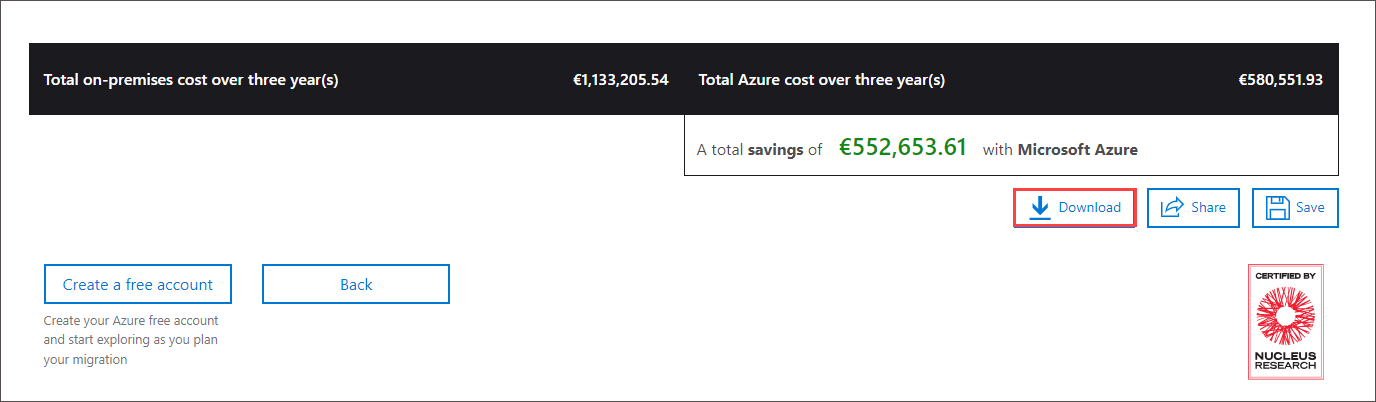 Total on-premises cost over three year(s) €1,133,205.54 Total Azure cost over three year(s) €580,551.93
A total savings of €552,653.61 with Microsoft Azure
Download Share Save
Create a free account Back
Create your Azure free account
and start exploring as you plan
your migration
CERTIFIED BY
NUCLEUS
RESEARCH